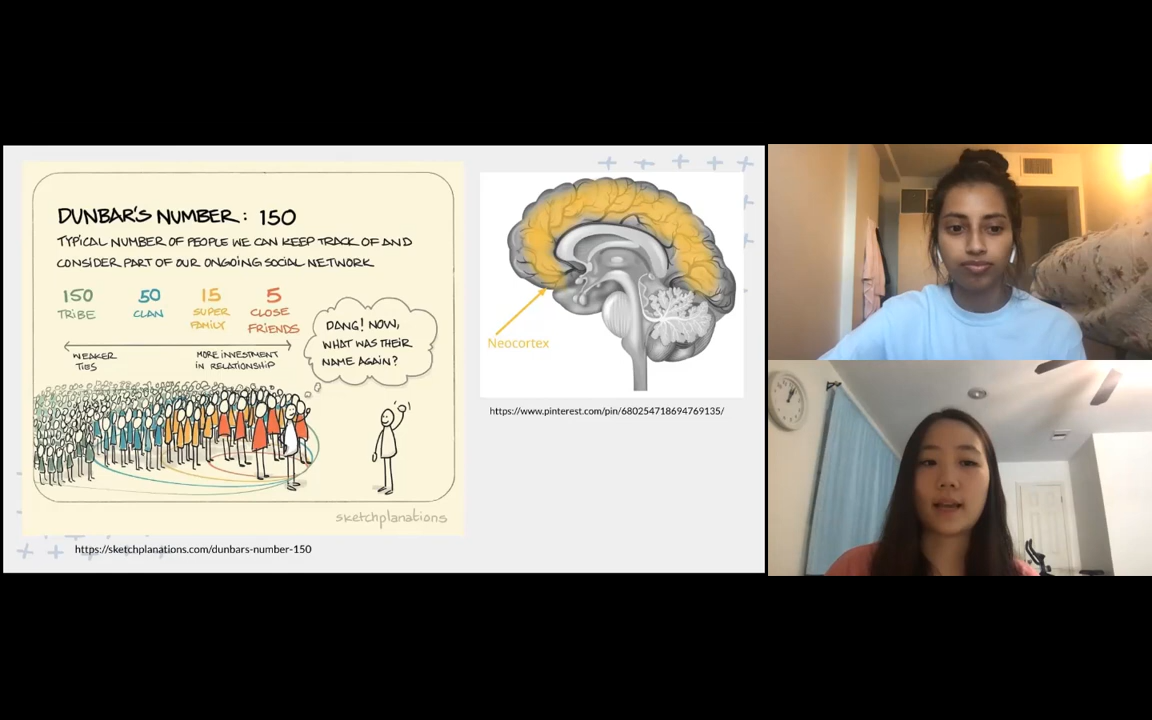 DUNBAR'S NUMBER: 150
TYPICAL NUMBER OF PEOPLE WE CAN KEEP TRACK OF AND
CONSIDER PART OF OUR ONGOING SOCIAL NETWORK
150
TRIBE
50
CLAN
15
SUPER
FAMILY
5
CLOSE
FRIENDS
WEAKER
TIES
MORE INVESTMENT
IN RELATIONSHIP
DANG! NOW,
WHAT WAS THEIR
NAME AGAIN?
sketchplanations
https://sketchplanations.com/dunbars-number-150
Neocortex
https://www.pinterest.com/pin/680254718694769135/